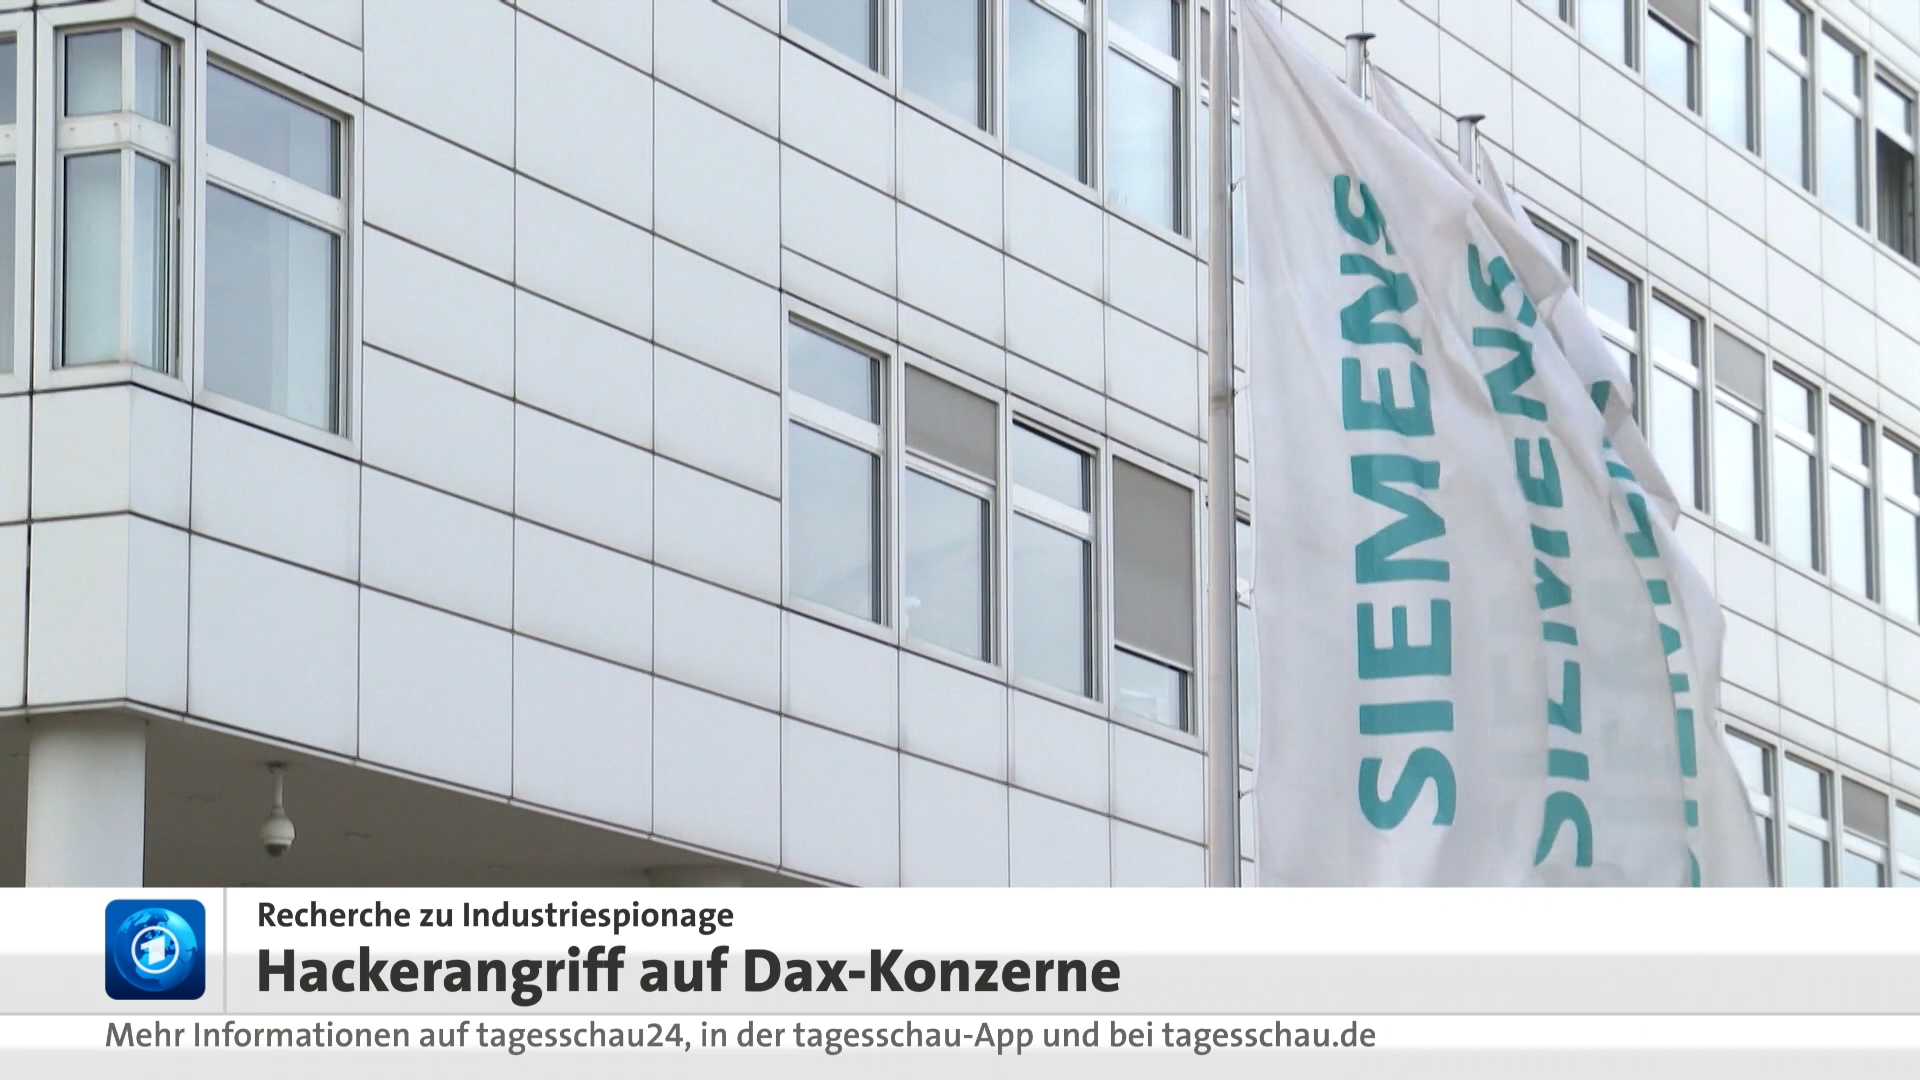 SIEMENS
SIEMENS
Recherche zu Industriespionage
Hackerangriff auf Dax-Konzerne
Mehr Informationen auf tagesschau24, in der tagesschau-App und bei tagesschau.de